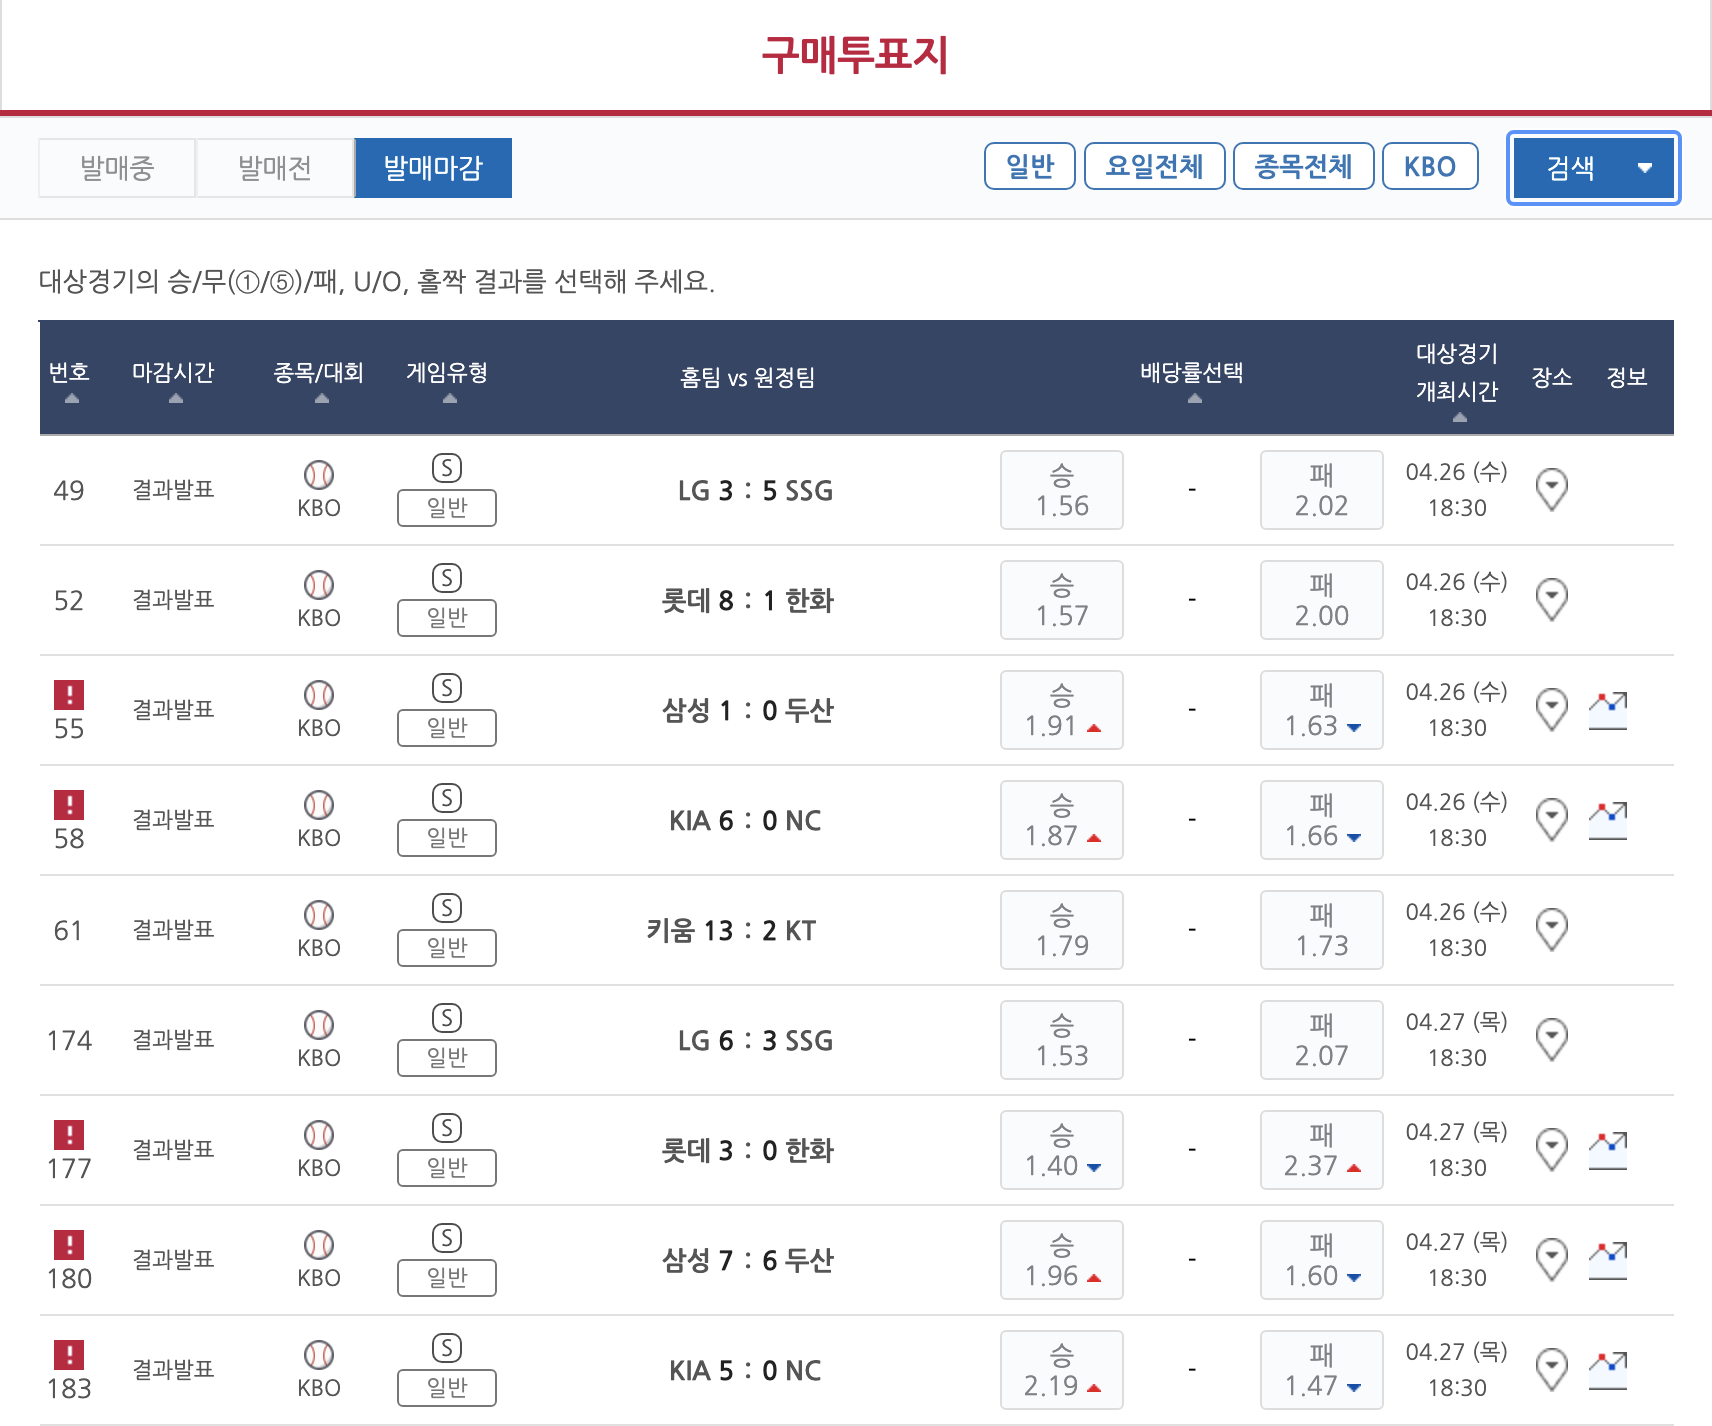 구매투표지
발매중 발매전 발매마감 일반 요일전체 종목전체 KBO 검색
대상경기의 승/무(①/⑤)/패, U/O, 홀짝 결과를 선택해 주세요.
번호 마감시간 종목/대회 게임유형 홈팀 vs 원정팀 배당률선택 대상경기 개최시간 장소 정보
49 결과발표 KBO S 일반 LG 3 : 5 SSG 승 1.56 - 패 2.02 04.26 (수) 18:30
52 결과발표 KBO S 일반 롯데 8 : 1 한화 승 1.57 - 패 2.00 04.26 (수) 18:30
! 55 결과발표 KBO S 일반 삼성 1 : 0 두산 승 1.91 - 패 1.63 04.26 (수) 18:30
! 58 결과발표 KBO S 일반 KIA 6 : 0 NC 승 1.87 - 패 1.66 04.26 (수) 18:30
61 결과발표 KBO S 일반 키움 13 : 2 KT 승 1.79 - 패 1.73 04.26 (수) 18:30
174 결과발표 KBO S 일반 LG 6 : 3 SSG 승 1.53 - 패 2.07 04.27 (목) 18:30
! 177 결과발표 KBO S 일반 롯데 3 : 0 한화 승 1.40 - 패 2.37 04.27 (목) 18:30
! 180 결과발표 KBO S 일반 삼성 7 : 6 두산 승 1.96 - 패 1.60 04.27 (목) 18:30
! 183 결과발표 KBO S 일반 KIA 5 : 0 NC 승 2.19 - 패 1.47 04.27 (목) 18:30